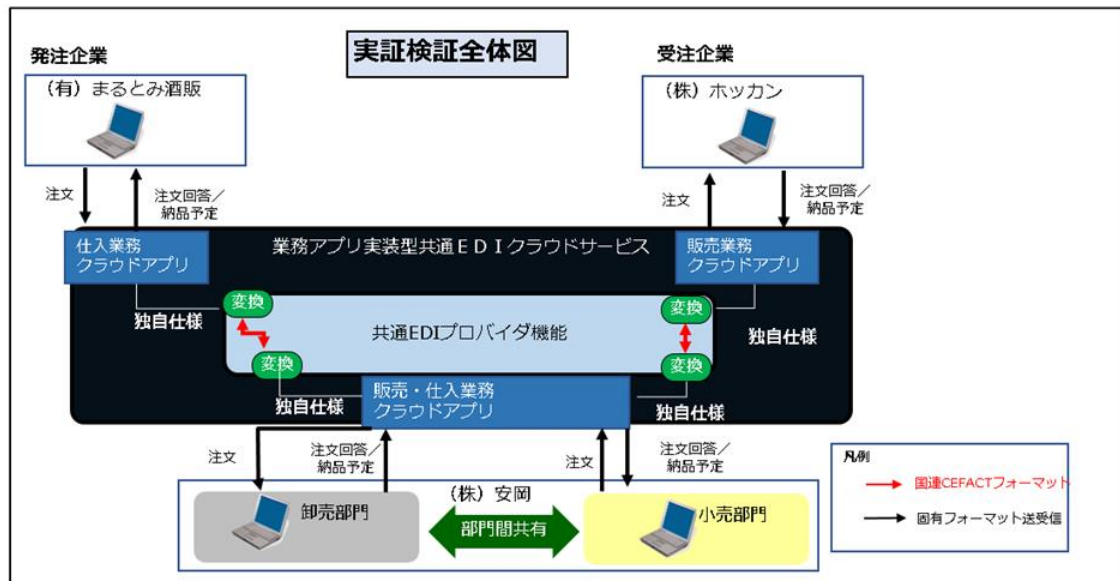 実証検証全体図
発注企業
(有)まるとみ酒販
受注企業
(株)ホッカン
注文
注文回答/
納品予定
注文
注文回答/
納品予定
仕入業務
クラウドアプリ
業務アプリ実装型共通EDIクラウドサービス
販売業務
クラウドアプリ
変換
変換
独自仕様
共通EDIプロバイダ機能
独自仕様
変換
変換
販売・仕入業務
クラウドアプリ
独自仕様
独自仕様
注文
注文回答/
納品予定
注文
注文回答/
納品予定
(株)安岡
卸売部門
部門間共有
小売部門
凡例
国連CEFACTフォーマット
固有フォーマット送受信